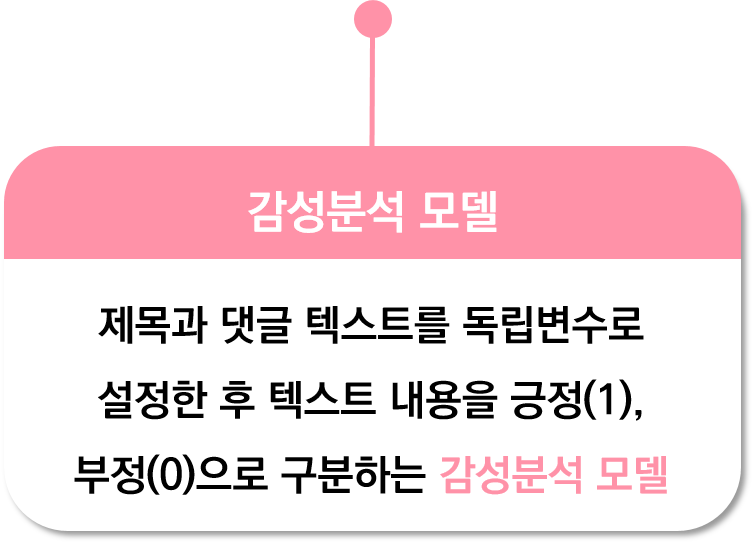 감성분석 모델
제목과 댓글 텍스트를 독립변수로
설정한 후 텍스트 내용을 긍정(1),
부정(0)으로 구분하는 감성분석 모델